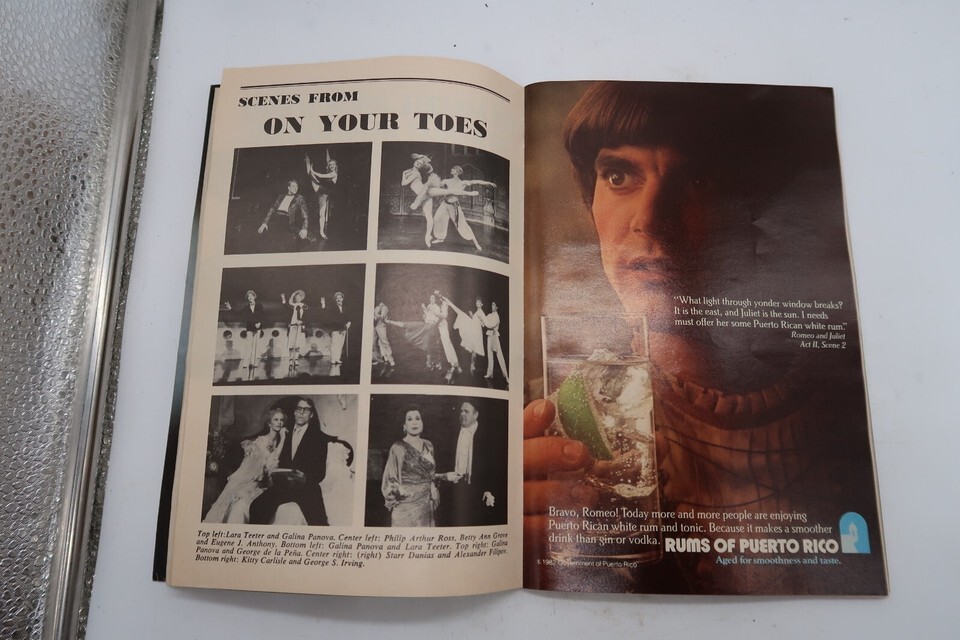 SCENES FROM
ON YOUR TOES
Top left: Lara Teeter and Galina Panova. Center left: Philip Arthur Ross, Betty Ann Grove
and Eugene J. Anthony. Bottom left: Galina Panova and Lara Teeter. Top right: Galina
Panova and George de la Peña. Center right: (right) Starr Danias and Alexander Filipov.
Bottom right: Kitty Carlisle and George S. Irving.
"What light through yonder window breaks?
It is the east, and Juliet is the sun. I needs
must offer her some Puerto Rican white rum."
Romeo and Juliet
Act II, Scene 2
Bravo, Romeo! Today more and more people are enjoying
Puerto Rican white rum and tonic. Because it makes a smoother
drink than gin or vodka. RUMS OF PUERTO RICO
Aged for smoothness and taste.
© 1982 Government of Puerto Rico